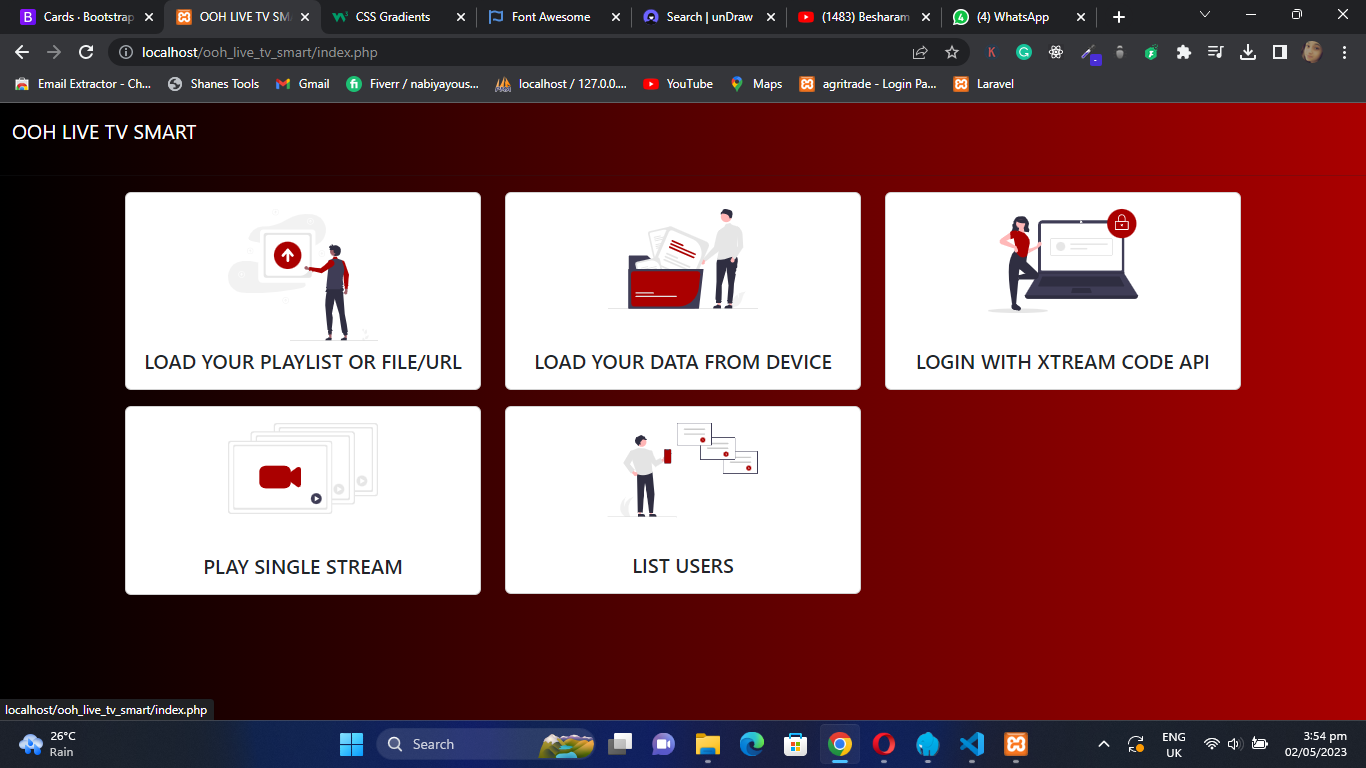 Cards · Bootstrap
OOH LIVE TV SM
CSS Gradients
Font Awesome
Search | unDraw
(1483) Besharam
(4) WhatsApp
localhost/ooh_live_tv_smart/index.php
Email Extractor - Ch...
Shanes Tools
Gmail
Fiverr / nabiyayous...
localhost / 127.0.0....
YouTube
Maps
agritrade - Login Pa...
Laravel
OOH LIVE TV SMART
LOAD YOUR PLAYLIST OR FILE/URL
LOAD YOUR DATA FROM DEVICE
LOGIN WITH XTREAM CODE API
PLAY SINGLE STREAM
LIST USERS
localhost/ooh_live_tv_smart/index.php
26°C
Rain
Search
ENG
UK
3:54 pm
02/05/2023